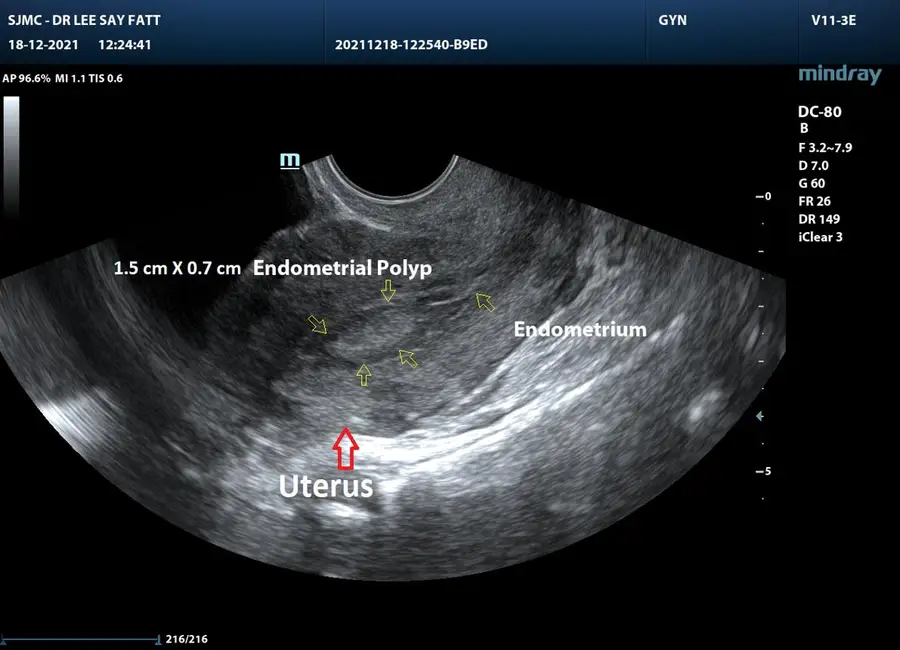 SJMC - DR LEE SAY FATT
GYN
V11-3E
18-12-2021 12:24:41
20211218-122540-B9ED
AP 96.6% MI 1.1 TIS 0.6
mindray
DC-80
B
F 3.2~7.9
D 7.0
G 60
FR 26
DR 149
iClear 3
m
0
1.5 cm X 0.7 cm Endometrial Polyp
Endometrium
5
Uterus
216/216